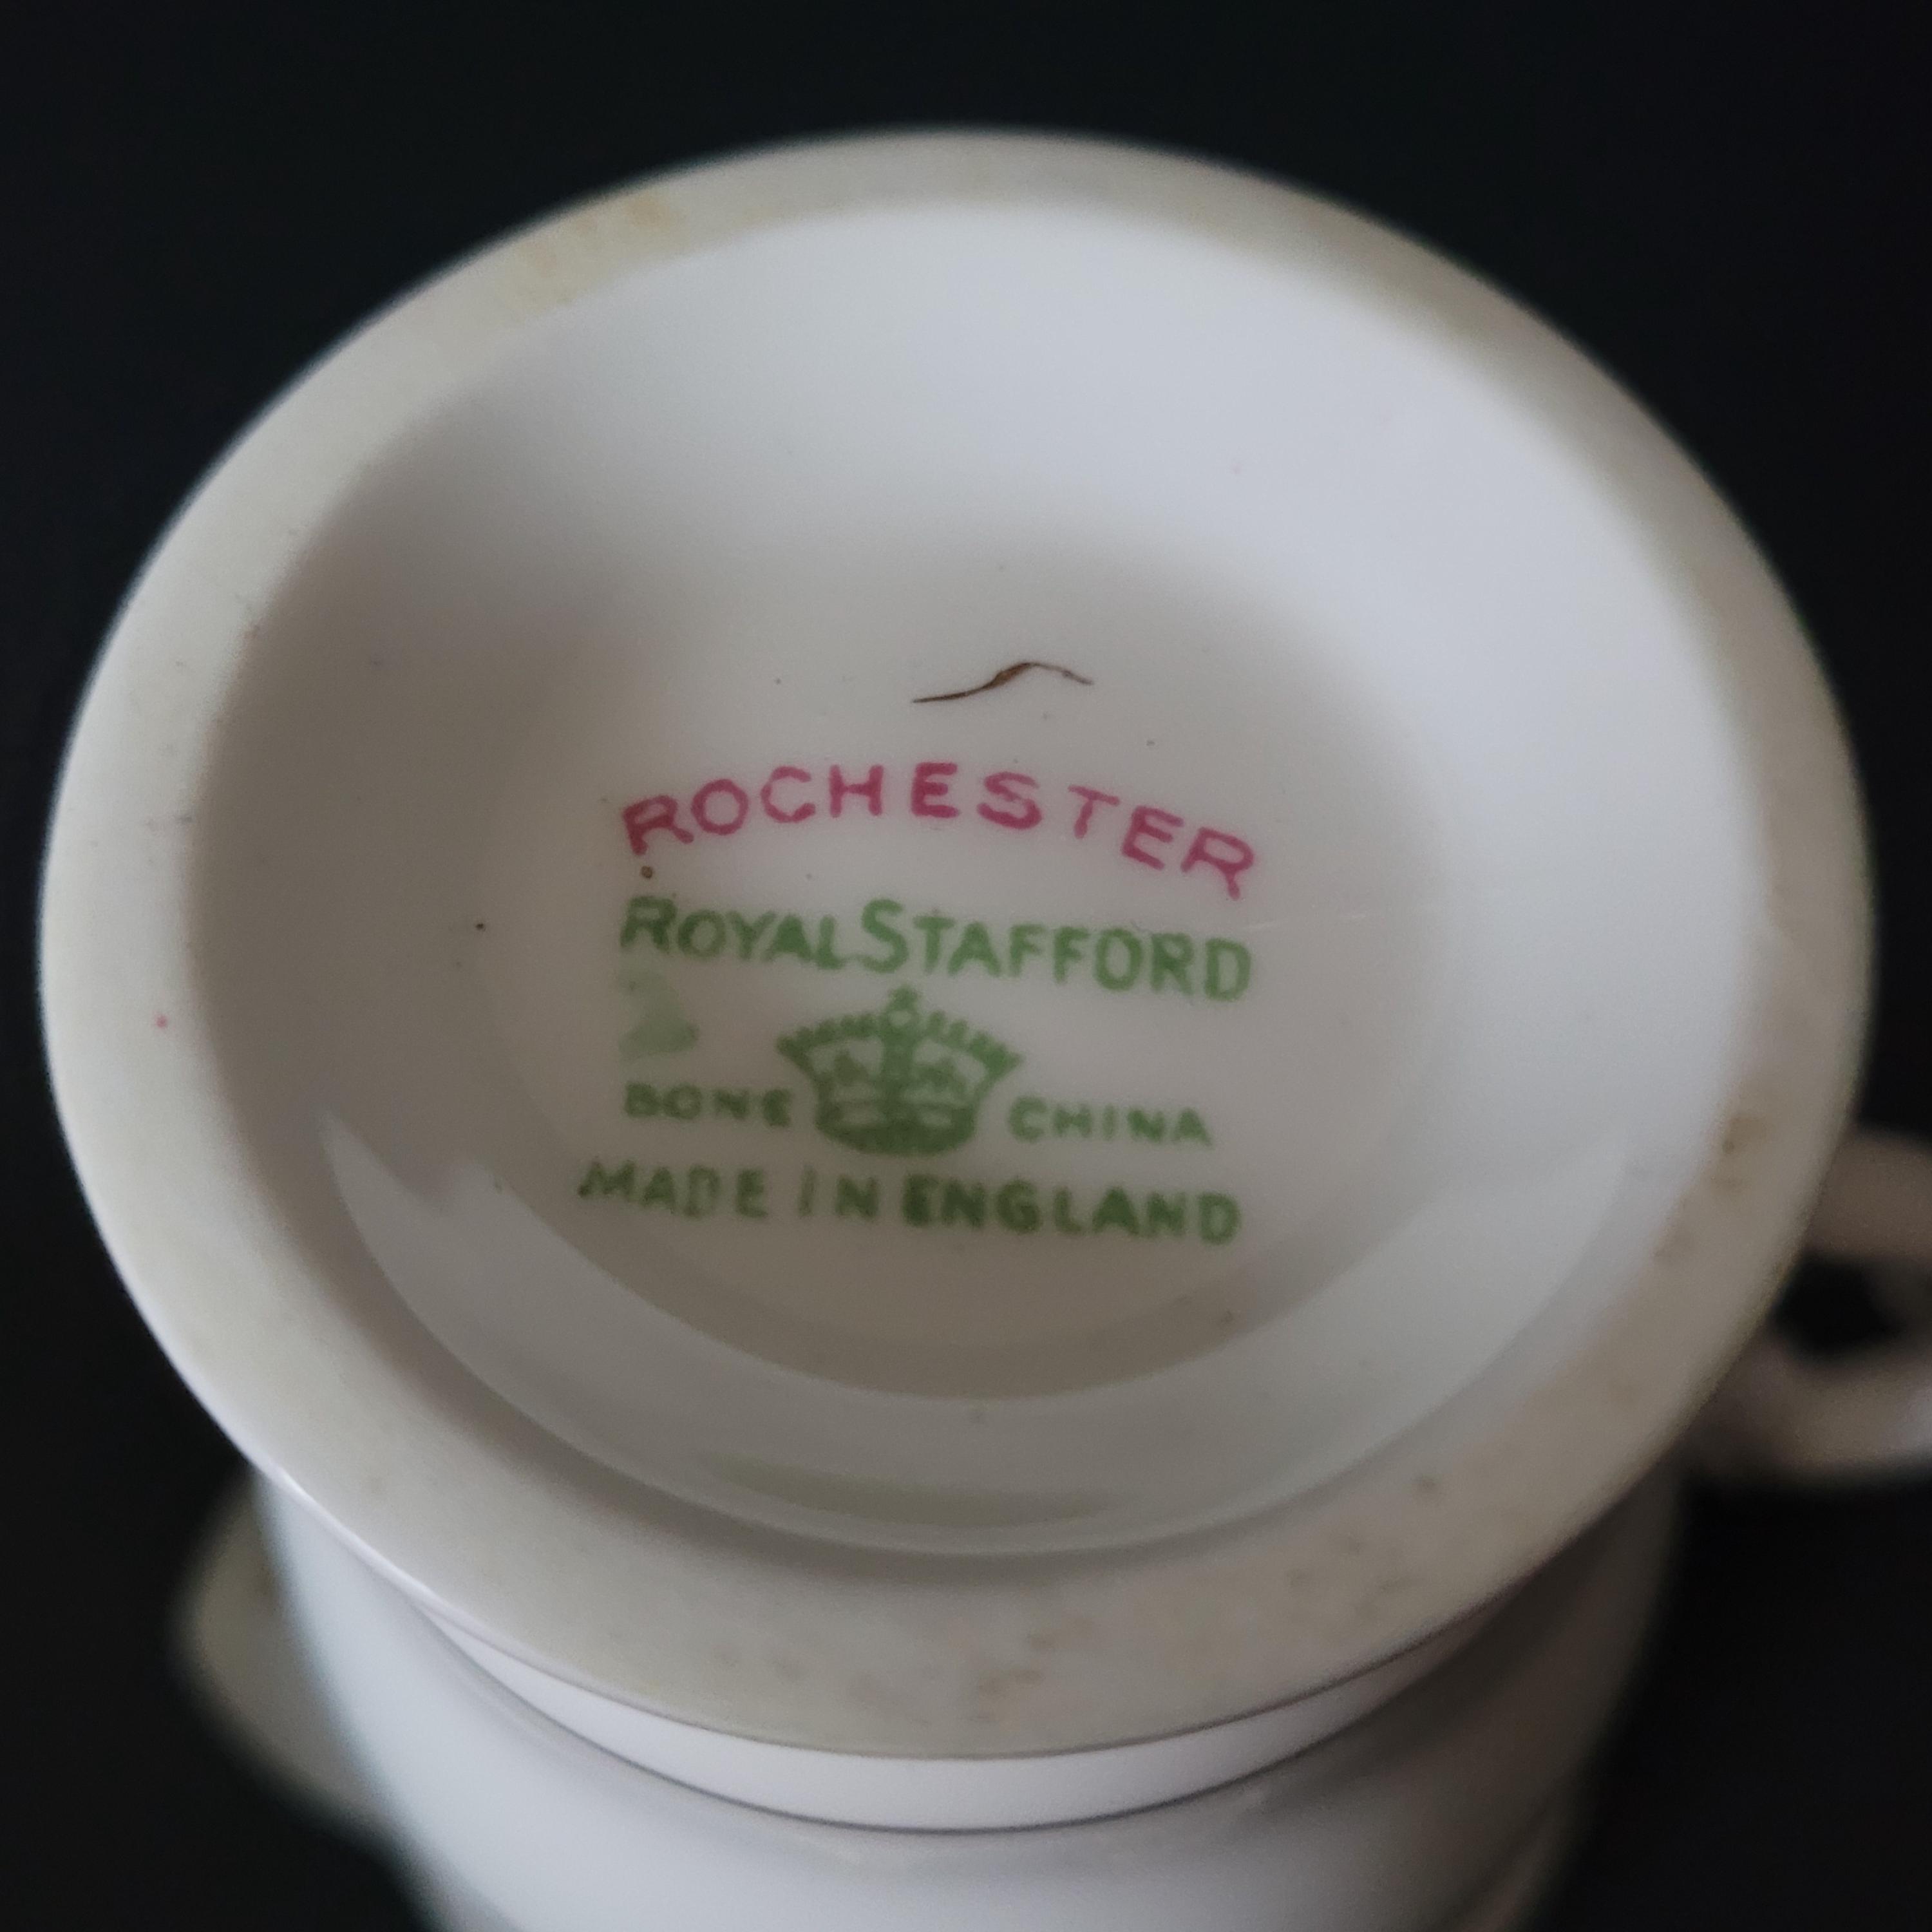 ROCHESTER
ROYAL STAFFORD
BONE CHINA
MADE IN ENGLAND